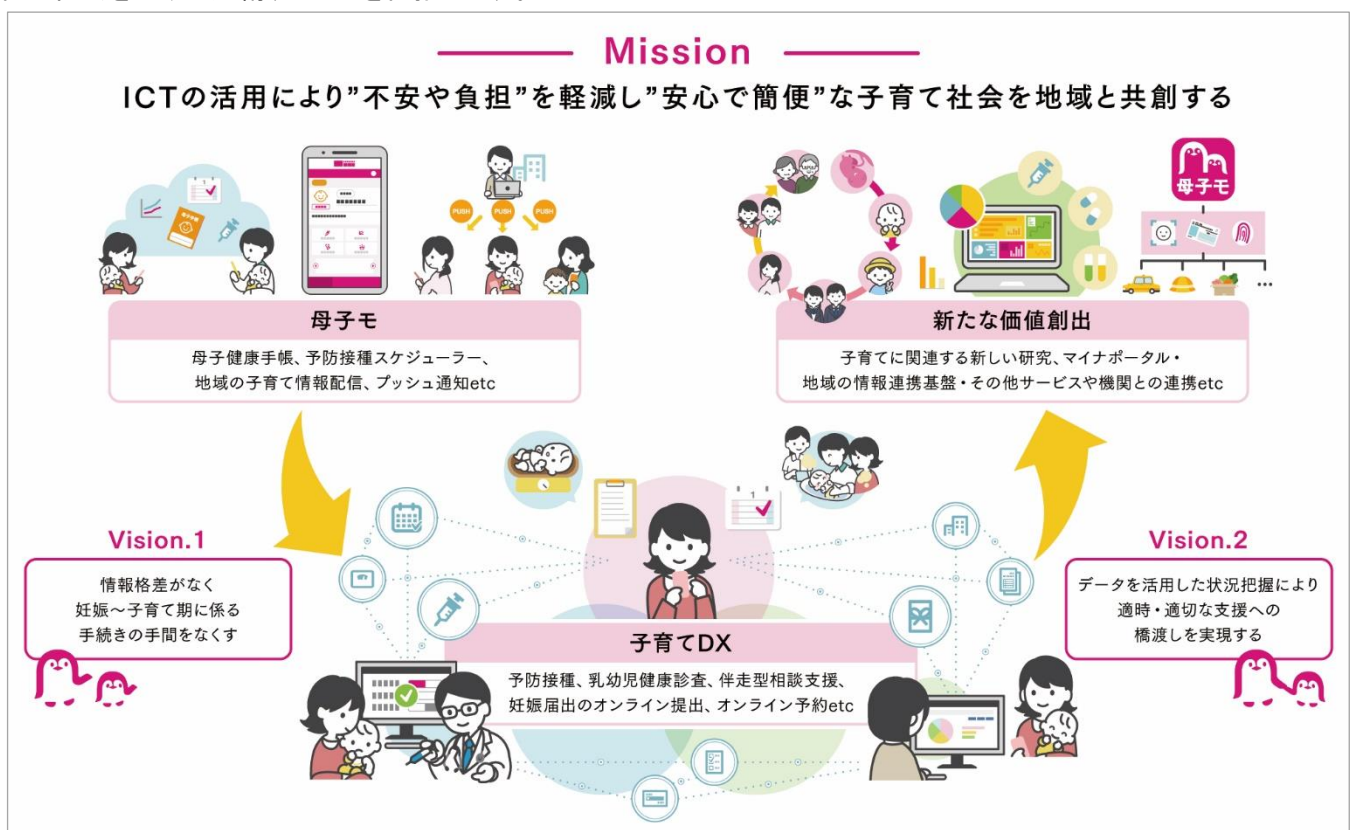 Mission
ICTの活用により”不安や負担”を軽減し”安心で簡便”な子育て社会を地域と共創する
PUSH
PUSH
PUSH
母子モ
母子モ
母子健康手帳、予防接種スケジューラー、
地域の子育て情報配信、プッシュ通知etc
新たな価値創出
子育てに関連する新しい研究、マイナポータル・
地域の情報連携基盤・その他サービスや機関との連携etc
1
Vision.1
情報格差がなく
妊娠～子育て期に係る
手続きの手間をなくす
Vision.2
データを活用した状況把握により
適時・適切な支援への
橋渡しを実現する
子育てDX
予防接種、乳幼児健康診査、伴走型相談支援、
妊娠届出のオンライン提出、オンライン予約etc